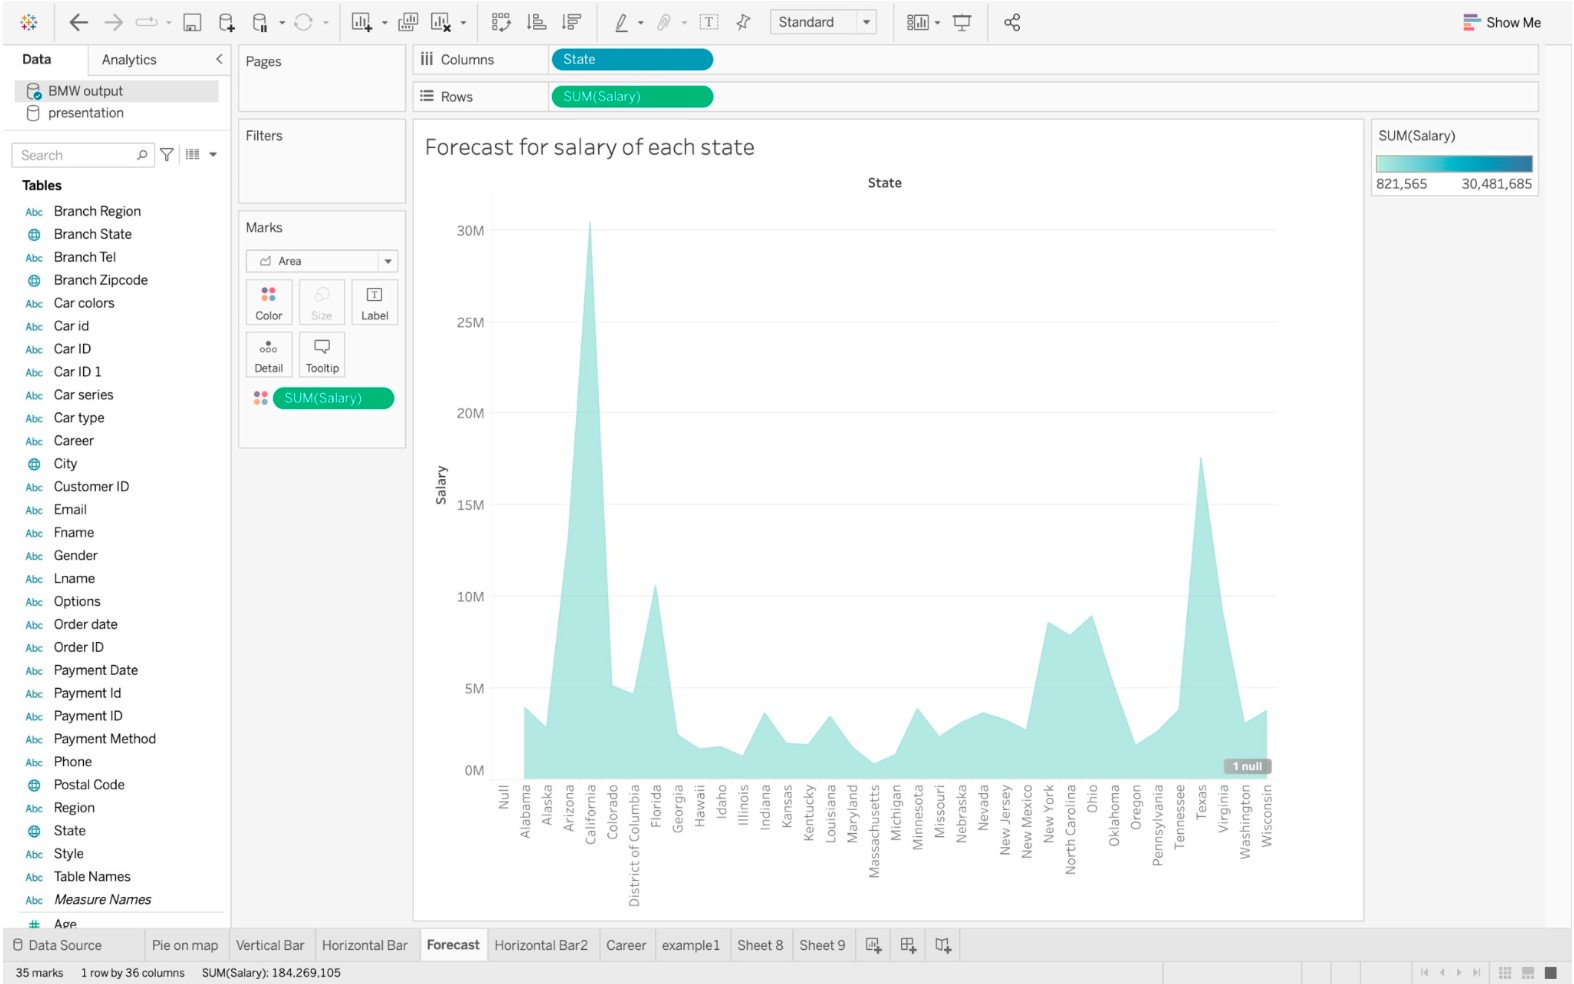 Standard
Show Me
Data
Analytics
BMW output
presentation
Search
Tables
Abc Branch Region
Branch State
Abc Branch Tel
Branch Zipcode
Abc Car colors
Abc Car id
Abc Car ID
Abc Car ID 1
Abc Car series
Abc Car type
Abc Career
City
Abc Customer ID
Abc Email
Abc Fname
Abc Gender
Abc Lname
Abc Options
Abc Order date
Abc Order ID
Abc Payment Date
Abc Payment Id
Abc Payment ID
Abc Payment Method
Abc Phone
Postal Code
Abc Region
State
Abc Style
Abc Table Names
Abc Measure Names
# Age
Pages
Filters
Marks
Area
Color Size Label
Detail Tooltip
SUM(Salary)
Columns State
Rows SUM(Salary)
Forecast for salary of each state
State
30M
25M
20M
15M
10M
5M
0M
Salary
1 null
Null
Alabama
Alaska
Arizona
California
Colorado
District of Columbia
Florida
Georgia
Hawaii
Idaho
Illinois
Indiana
Kansas
Kentucky
Louisiana
Maryland
Massachusetts
Michigan
Minnesota
Missouri
Nebraska
Nevada
New Jersey
New Mexico
New York
North Carolina
Ohio
Oklahoma
Oregon
Pennsylvania
Tennessee
Texas
Virginia
Washington
Wisconsin
SUM(Salary)
821,565 30,481,685
Data Source Pie on map Vertical Bar Horizontal Bar Forecast Horizontal Bar2 Career example1 Sheet 8 Sheet 9
35 marks 1 row by 36 columns SUM(Salary): 184,269,105